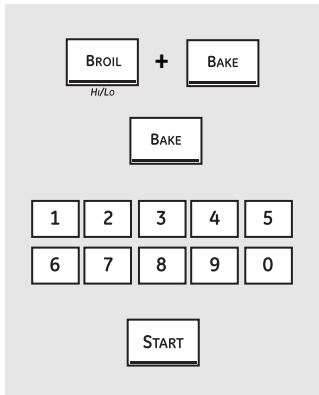 BROIL + BAKE
HI/LO
BAKE
1 2 3 4 5
6 7 8 9 0
START